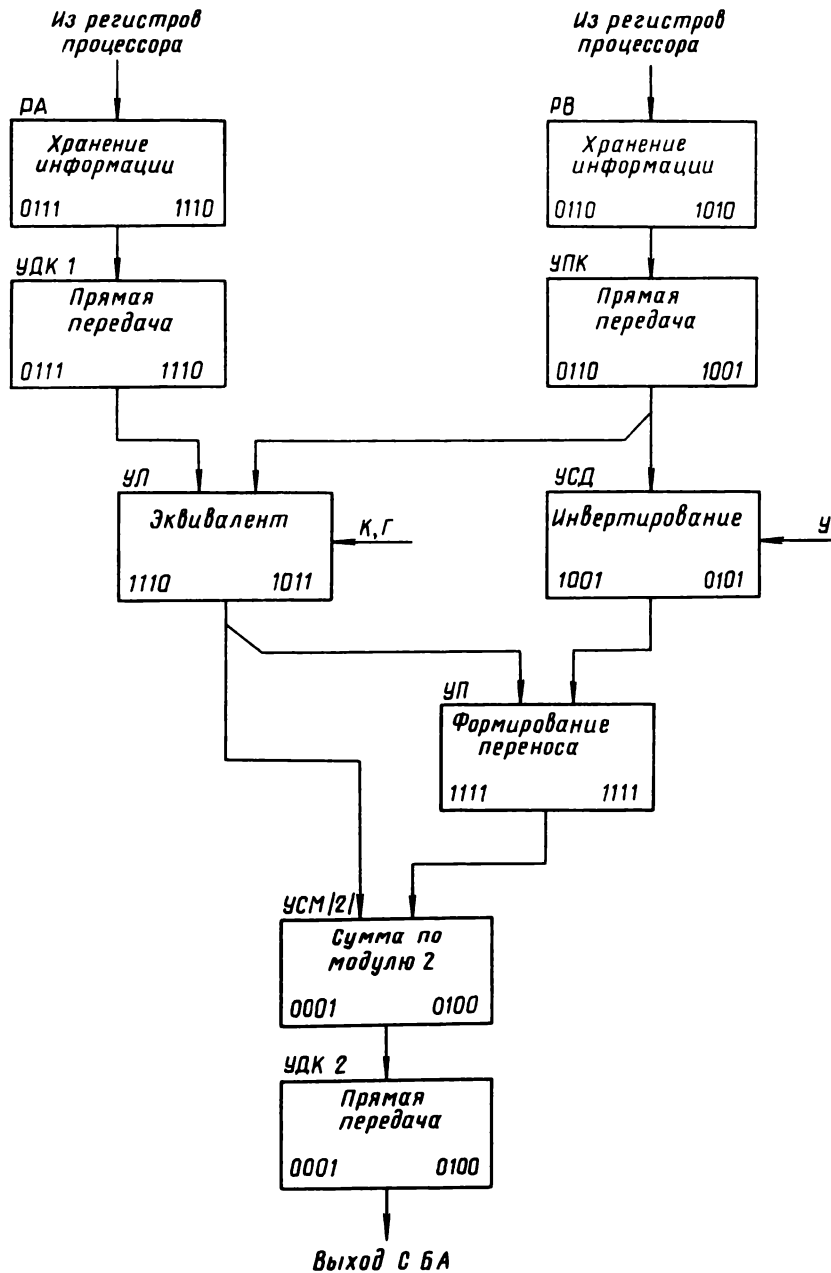 Из регистров
процессора
Из регистров
процессора
РА
Хранение
информации
0111 1110
РВ
Хранение
информации
0110 1010
УДК 1
Прямая
передача
0111 1110
УПК
Прямая
передача
0110 1001
УЛ
Эквивалент
1110 1011
К, Г
УСД
Инвертирование
1001 0101
У
УП
Формирование
переноса
1111 1111
УСМ/2/
Сумма по
модулю 2
0001 0100
УДК 2
Прямая
передача
0001 0100
Выход С БА